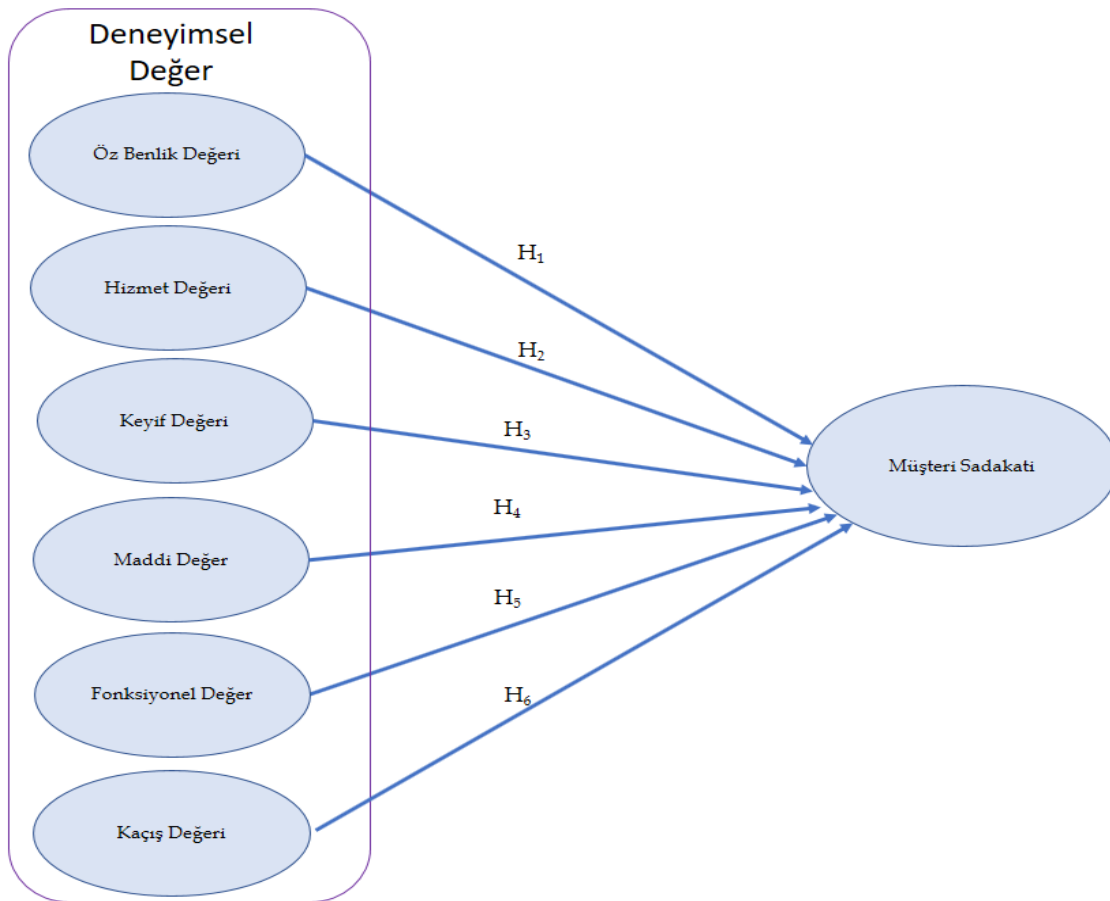 Deneyimsel
Değer
Öz Benlik Değeri
Hizmet Değeri
Keyif Değeri
Maddi Değer
Fonksiyonel Değer
Kaçış Değeri
H₁
H₂
H₃
H₄
H₅
H₆
Müşteri Sadakati